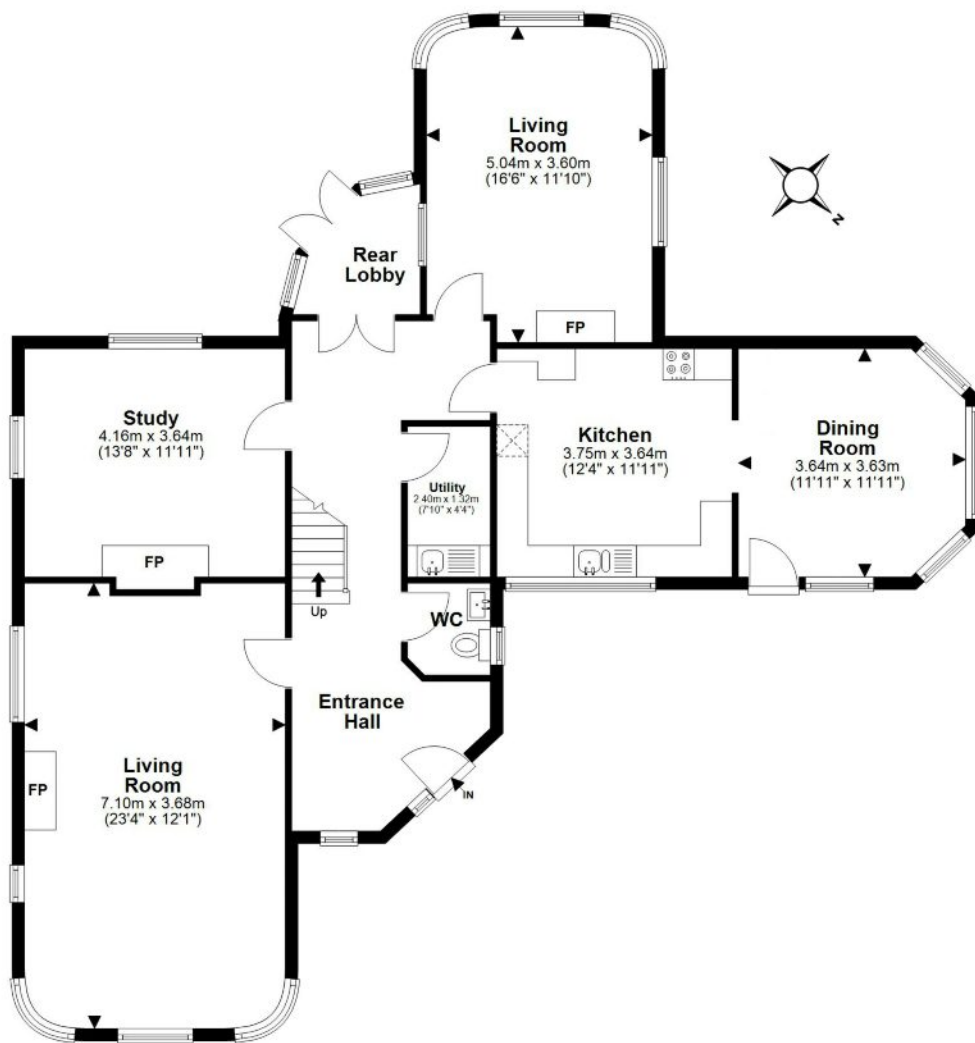 Living
Room
5.04m x 3.60m
(16'6" x 11'10")
N
Rear
Lobby
FP
Study
4.16m x 3.64m
(13'8" x 11'11")
FP
Kitchen
3.75m x 3.64m
(12'4" x 11'11")
Dining
Room
3.64m x 3.63m
(11'11" x 11'11")
Utility
2.40m x 1.32m
(7'10" x 4'4")
Up
WC
Entrance
Hall
IN
Living
Room
7.10m x 3.68m
(23'4" x 12'1")
FP